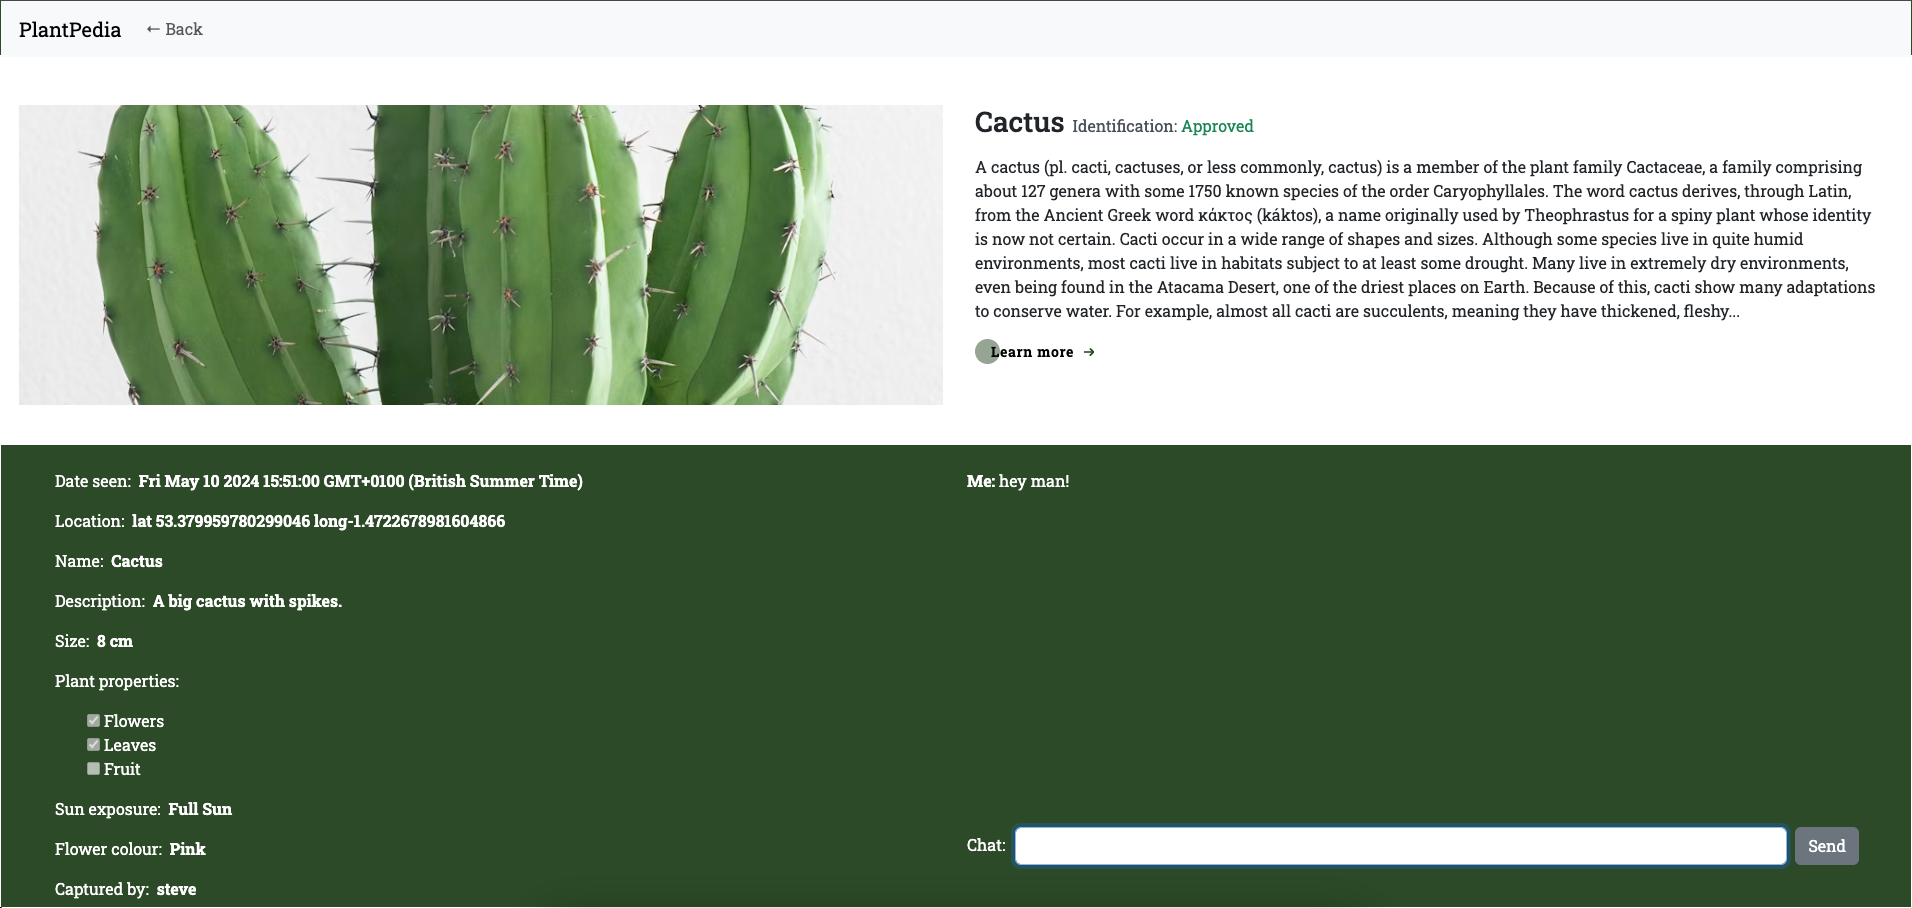 PlantPedia ← Back
Cactus Identification: Approved
A cactus (pl. cacti, cactuses, or less commonly, cactus) is a member of the plant family Cactaceae, a family comprising
about 127 genera with some 1750 known species of the order Caryophyllales. The word cactus derives, through Latin,
from the Ancient Greek word κάκτος (káktos), a name originally used by Theophrastus for a spiny plant whose identity
is now not certain. Cacti occur in a wide range of shapes and sizes. Although some species live in quite humid
environments, most cacti live in habitats subject to at least some drought. Many live in extremely dry environments,
even being found in the Atacama Desert, one of the driest places on Earth. Because of this, cacti show many adaptations
to conserve water. For example, almost all cacti are succulents, meaning they have thickened, fleshy...
Learn more →
Date seen: Fri May 10 2024 15:51:00 GMT+0100 (British Summer Time)
Location: lat 53.379959780299046 long-1.4722678981604866
Name: Cactus
Description: A big cactus with spikes.
Size: 8 cm
Plant properties:
Flowers
Leaves
Fruit
Sun exposure: Full Sun
Flower colour: Pink
Captured by: steve
Me: hey man!
Chat: Send